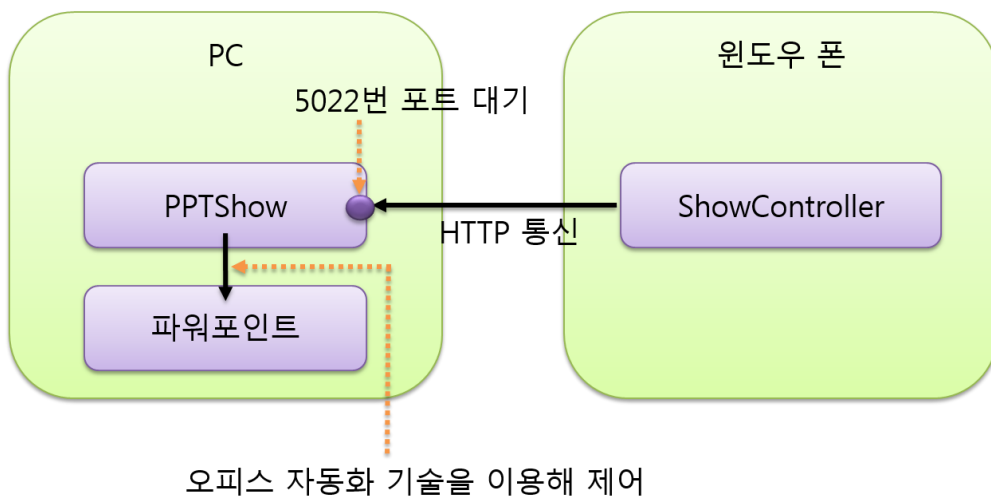 PC
윈도우 폰
5022번 포트 대기
PPTShow
ShowController
HTTP 통신
파워포인트
오피스 자동화 기술을 이용해 제어